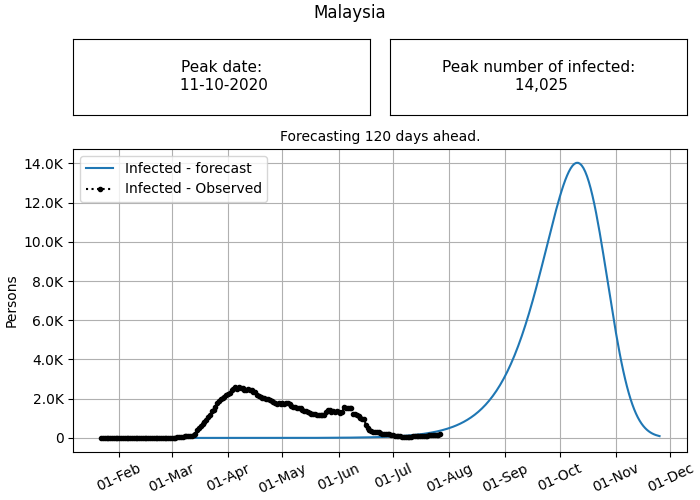 Malaysia
Peak date:
11-10-2020
Peak number of infected:
14,025
Forecasting 120 days ahead.
Infected - forecast
Infected - Observed
Persons
14.0K
12.0K
10.0K
8.0K
6.0K
4.0K
2.0K
0
01-Feb
01-Mar
01-Apr
01-May
01-Jun
01-Jul
01-Aug
01-Sep
01-Oct
01-Nov
01-Dec